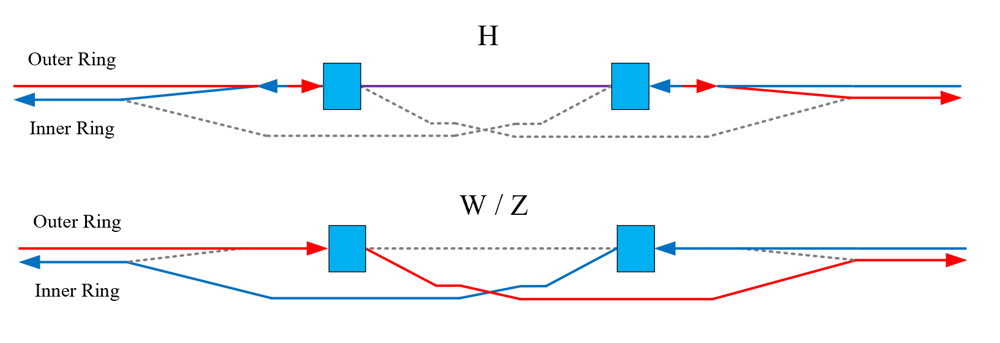 H
Outer Ring
Inner Ring
W / Z
Outer Ring
Inner Ring